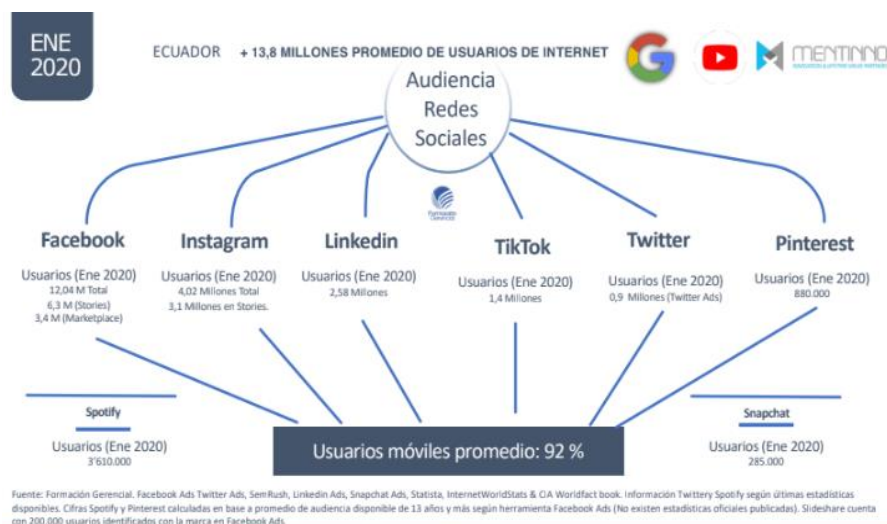 ENE
2020
ECUADOR + 13,8 MILLONES PROMEDIO DE USUARIOS DE INTERNET
MENTINNO
Audiencia
Redes
Sociales
Formación
Gerencial
Facebook
Usuarios (Ene 2020)
12,04 M Total
6,3 M (Stories)
3,4 M (Marketplace)
Instagram
Usuarios (Ene 2020)
4,02 Millones Total
3,1 Millones en Stories.
Linkedin
Usuarios (Ene 2020)
2,58 Millones
TikTok
Usuarios (Ene 2020)
1,4 Millones
Twitter
Usuarios (Ene 2020)
0,9 Millones (Twitter Ads)
Pinterest
Usuarios (Ene 2020)
880.000
Spotify
Usuarios (Ene 2020)
3'610.000
Usuarios móviles promedio: 92 %
Snapchat
Usuarios (Ene 2020)
285.000
Fuente: Formación Gerencial. Facebook Ads Twitter Ads, SemRush, Linkedin Ads, Snapchat Ads, Statista, InternetWorldStats & CIA Worldfact book. Información Twittery Spotify según últimas estadísticas
disponibles. Cifras Spotify y Pinterest calculadas en base a promedio de audiencia disponible de 13 años y más según herramienta Facebook Ads (No existen estadísticas oficiales publicadas). Slideshare cuenta
con 200.000 usuarios identificados con la marca en Facebook Ads.